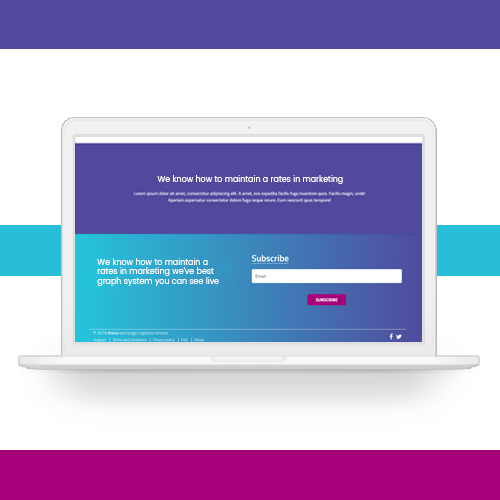 We know how to maintain a rates in marketing
Lorem ipsum dolor sit amet, consectetur adipisicing elit. A amet, eos expedita facilis fuga inventore quos. Facilis magni, unde!
Aperiam aspernatur consectetur dolore fuga neque rerum. Eum nesciunt quos tempore!
We know how to maintain a
rates in marketing we've best
graph system you can see live
Subscribe
Email
SUBSCRIBE
© 2018 exchange cryptocurrencies
Support | Terms and conditions | Privacy policy | FAQ | About